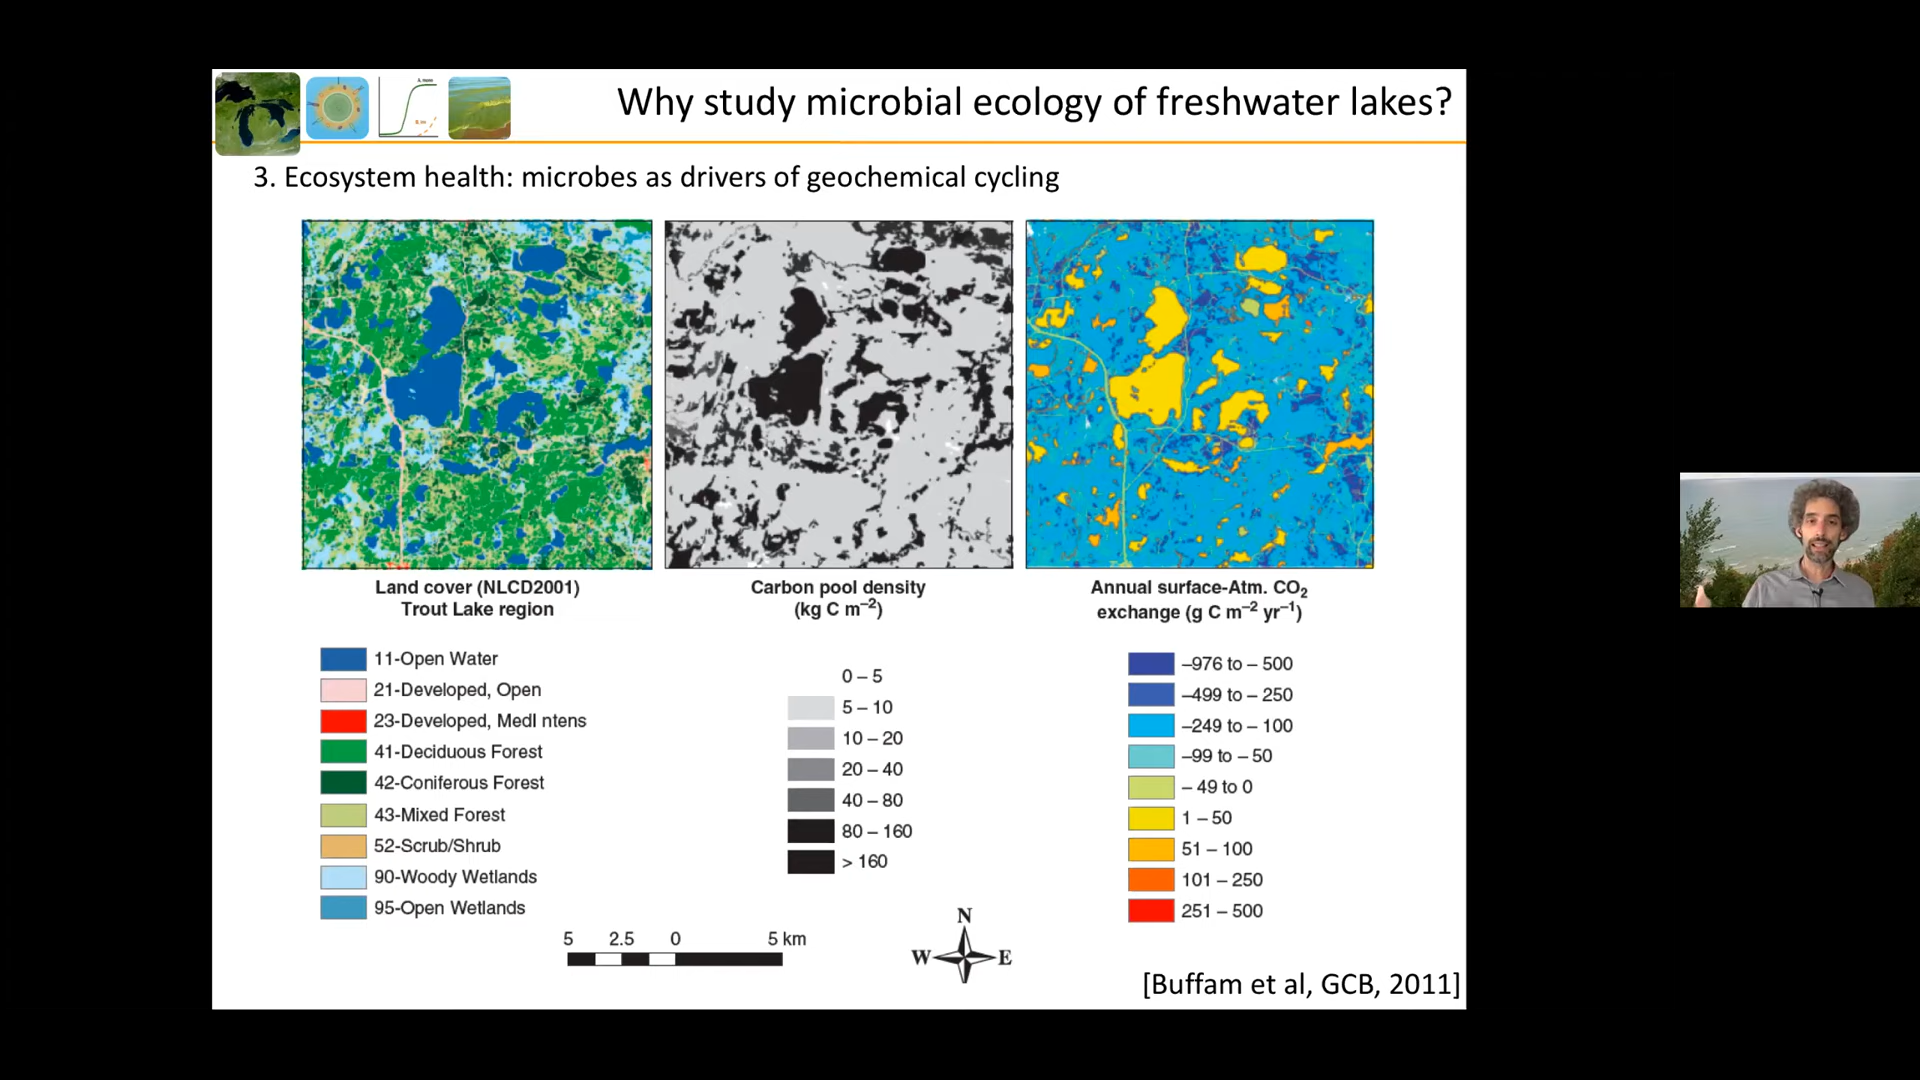 Why study microbial ecology of freshwater lakes?
3. Ecosystem health: microbes as drivers of geochemical cycling
Land cover (NLCD2001)
Trout Lake region
11-Open Water
21-Developed, Open
23-Developed, MedI ntens
41-Deciduous Forest
42-Coniferous Forest
43-Mixed Forest
52-Scrub/Shrub
90-Woody Wetlands
95-Open Wetlands
Carbon pool density
(kg C m–2)
0 – 5
5 – 10
10 – 20
20 – 40
40 – 80
80 – 160
> 160
Annual surface-Atm. CO2
exchange (g C m–2 yr–1)
–976 to – 500
–499 to – 250
–249 to – 100
–99 to – 50
– 49 to 0
1 – 50
51 – 100
101 – 250
251 – 500
5 2.5 0 5 km
N
W E
[Buffam et al, GCB, 2011]